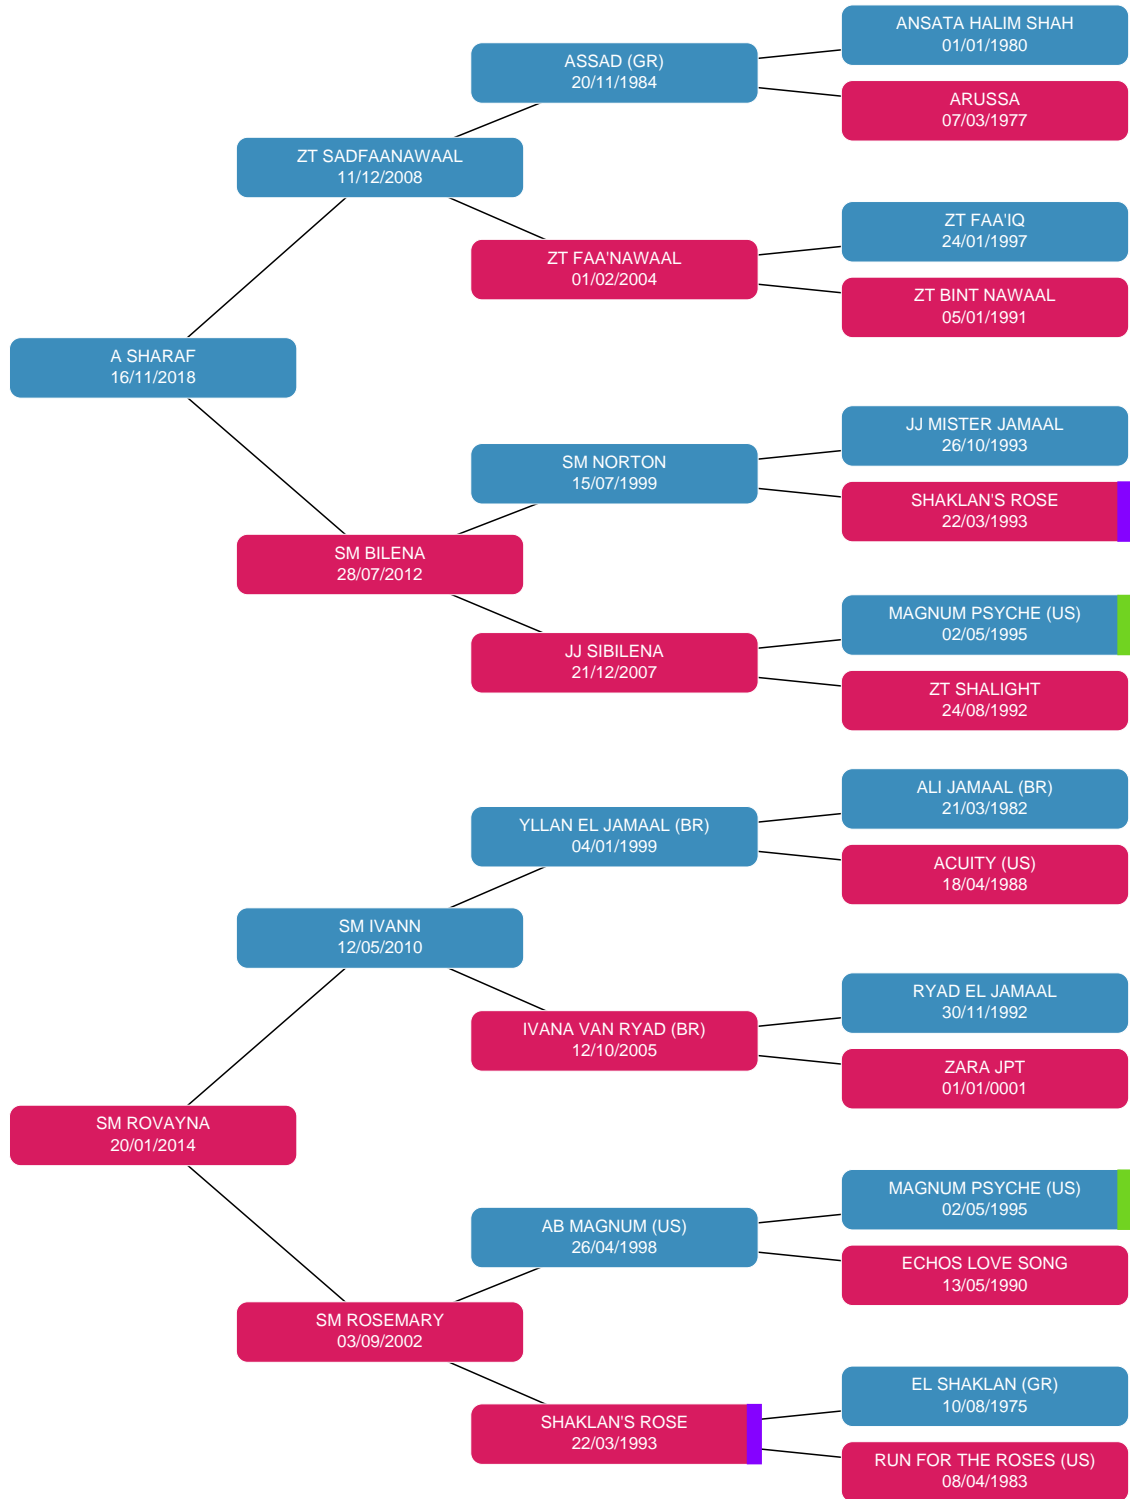 ANSATA HALIM SHAH
01/01/1980
ASSAD (GR)
20/11/1984
ARUSSA
07/03/1977
ZT SADFAANAWAAL
11/12/2008
ZT FAA'IQ
24/01/1997
ZT FAA'NAWAAL
01/02/2004
ZT BINT NAWAAL
05/01/1991
A SHARAF
16/11/2018
JJ MISTER JAMAAL
26/10/1993
SM NORTON
15/07/1999
SHAKLAN'S ROSE
22/03/1993
SM BILENA
28/07/2012
MAGNUM PSYCHE (US)
02/05/1995
JJ SIBILENA
21/12/2007
ZT SHALIGHT
24/08/1992
ALI JAMAAL (BR)
21/03/1982
YLLAN EL JAMAAL (BR)
04/01/1999
ACUITY (US)
18/04/1988
SM IVANN
12/05/2010
RYAD EL JAMAAL
30/11/1992
IVANA VAN RYAD (BR)
12/10/2005
ZARA JPT
01/01/0001
SM ROVAYNA
20/01/2014
MAGNUM PSYCHE (US)
02/05/1995
AB MAGNUM (US)
26/04/1998
ECHOS LOVE SONG
13/05/1990
SM ROSEMARY
03/09/2002
EL SHAKLAN (GR)
10/08/1975
SHAKLAN'S ROSE
22/03/1993
RUN FOR THE ROSES (US)
08/04/1983